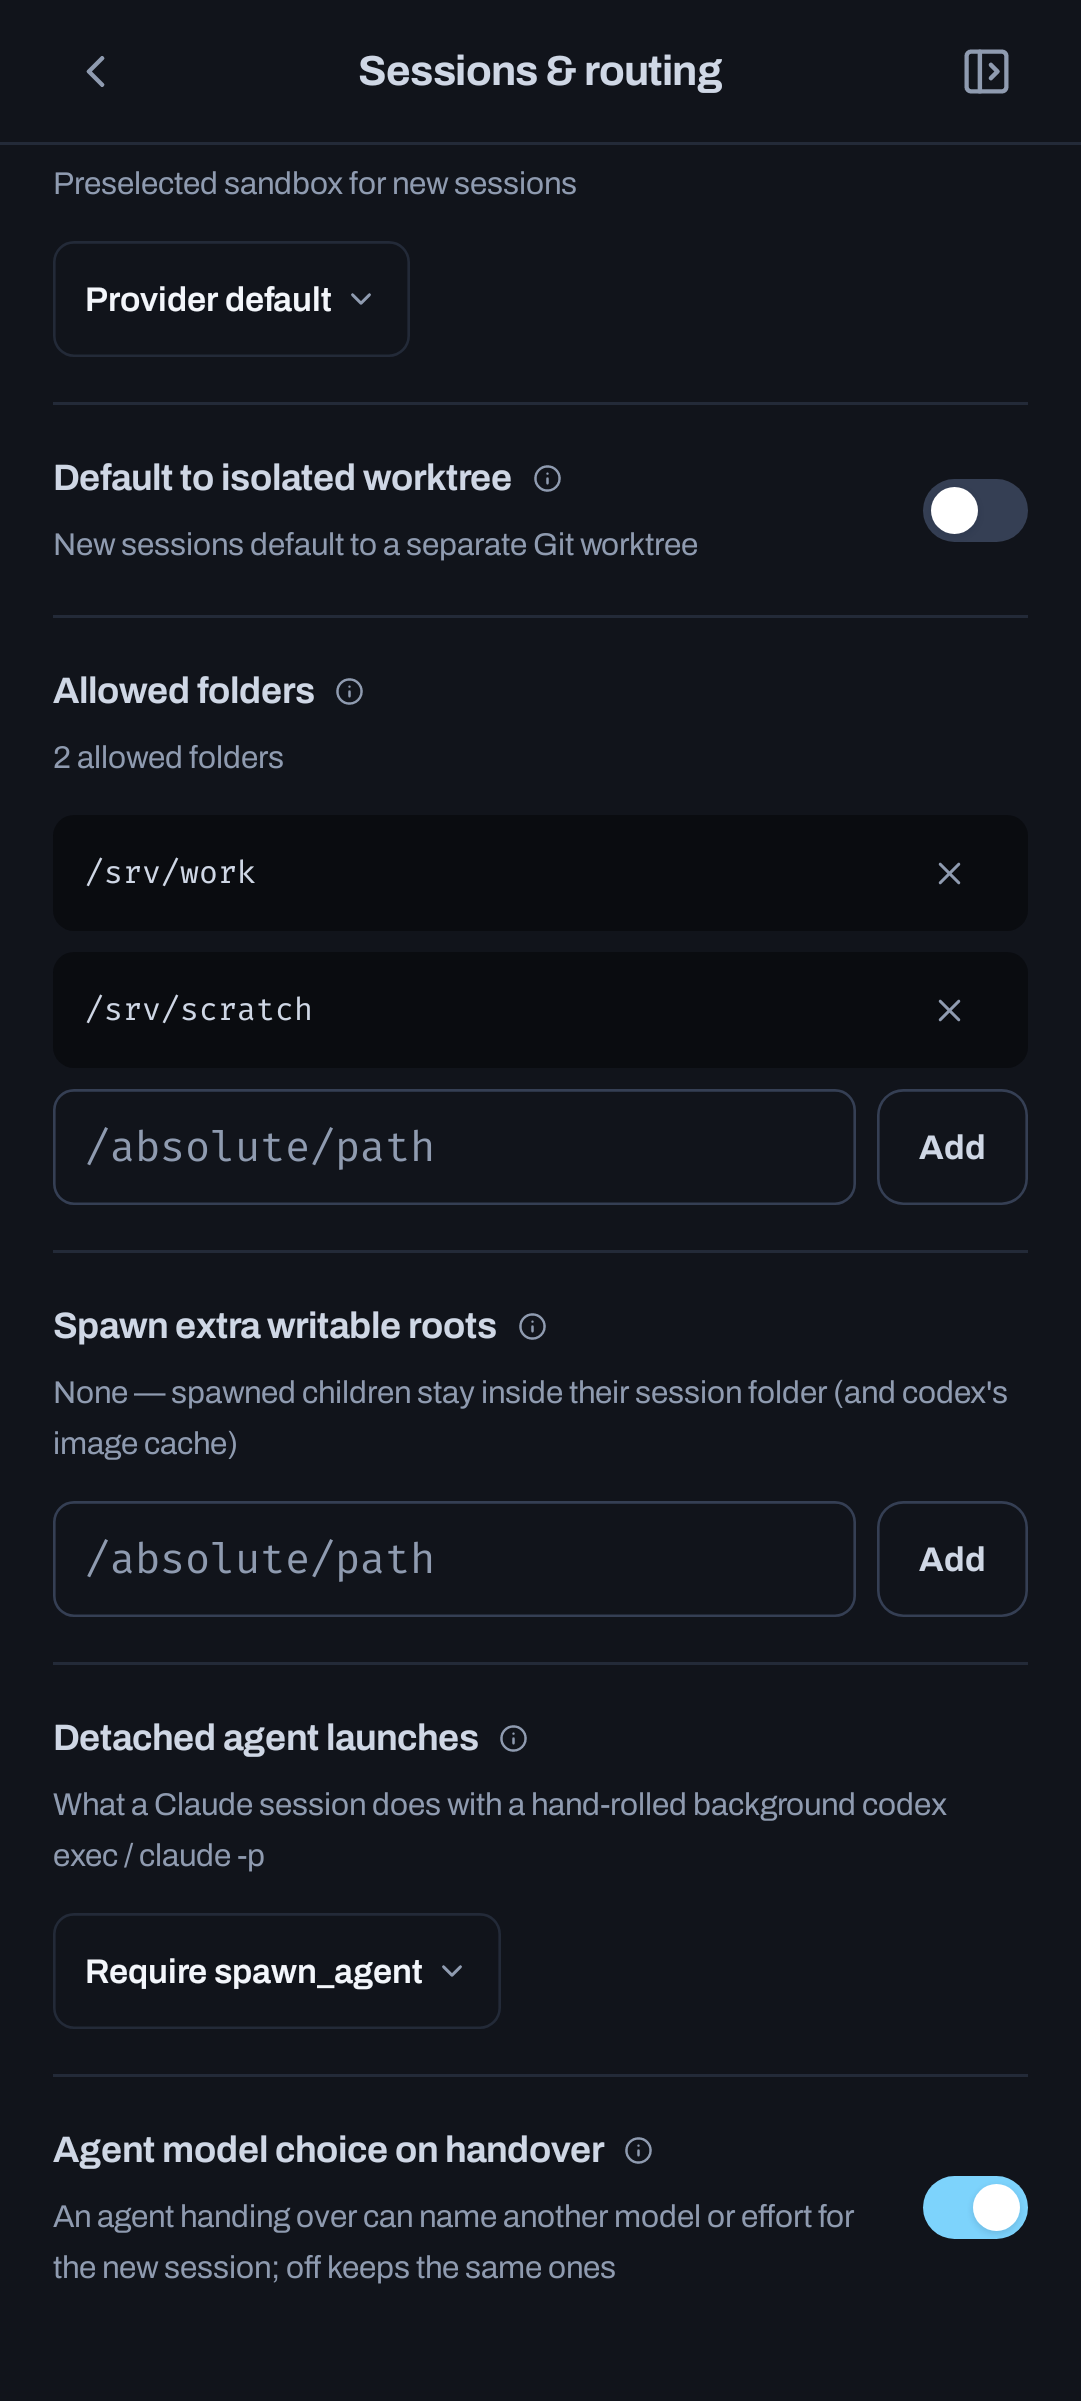 Sessions & routing
Preselected sandbox for new sessions
Provider default
Default to isolated worktree
New sessions default to a separate Git worktree
Allowed folders
2 allowed folders
/srv/work
/srv/scratch
/absolute/path
Add
Spawn extra writable roots
None — spawned children stay inside their session folder (and codex's
image cache)
/absolute/path
Add
Detached agent launches
What a Claude session does with a hand-rolled background codex
exec / claude -p
Require spawn_agent
Agent model choice on handover
An agent handing over can name another model or effort for
the new session; off keeps the same ones